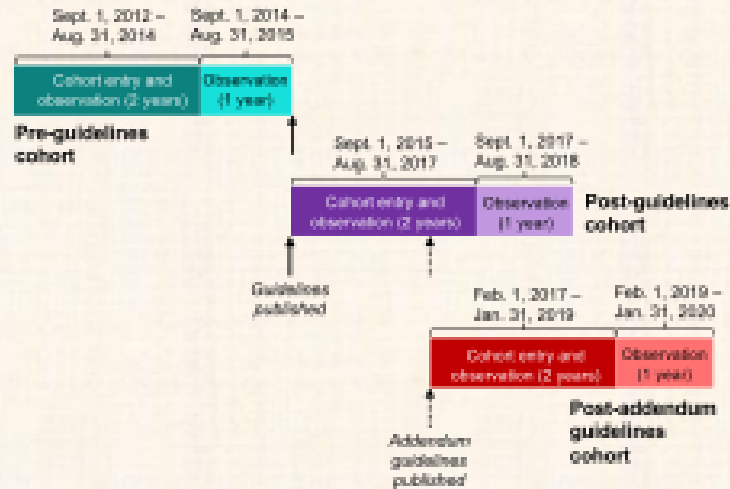 Sept. 1, 2012 –
Aug. 31, 2014
Sept. 1, 2014 –
Aug. 31, 2015
Cohort entry and
observation (2 years)
Observation
(1 year)
Pre-guidelines
cohort
Sept. 1, 2015 –
Aug. 31, 2017
Sept. 1, 2017 –
Aug. 31, 2018
Cohort entry and
observation (2 years)
Observation
(1 year)
Post-guidelines
cohort
Guidelines
published
Feb. 1, 2017 –
Jan. 31, 2019
Feb. 1, 2019 –
Jan. 31, 2020
Cohort entry and
observation (2 years)
Observation
(1 year)
Post-addendum
guidelines
cohort
Addendum
guidelines
published